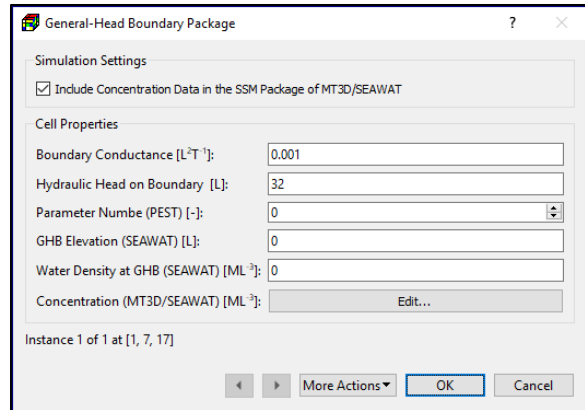 General-Head Boundary Package ?
Simulation Settings
Include Concentration Data in the SSM Package of MT3D/SEAWAT
Cell Properties
Boundary Conductance [L²T⁻¹]: 0.001
Hydraulic Head on Boundary [L]: 32
Parameter Numbe (PEST) [-]: 0
GHB Elevation (SEAWAT) [L]: 0
Water Density at GHB (SEAWAT) [ML⁻³]: 0
Concentration (MT3D/SEAWAT) [ML⁻³]: Edit...
Instance 1 of 1 at [1, 7, 17]
More Actions OK Cancel